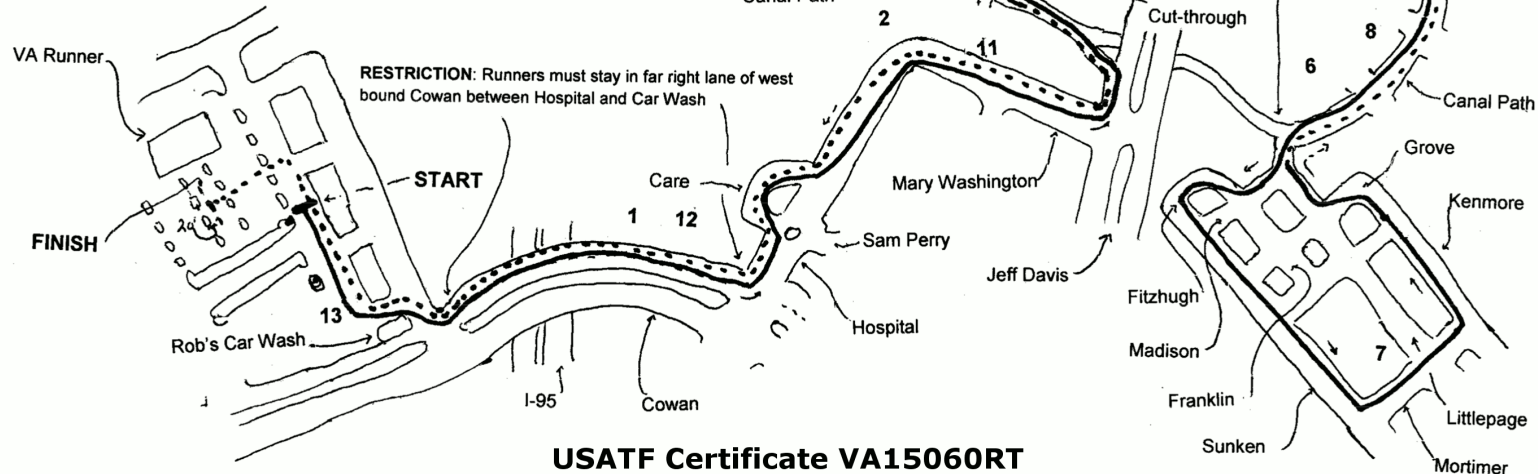 Cut-through
2
8
11
VA Runner
6
RESTRICTION: Runners must stay in far right lane of west
bound Cowan between Hospital and Car Wash
Canal Path
Grove
START
Care
Mary Washington
Kenmore
1
12
FINISH
Sam Perry
Jeff Davis
Fitzhugh
13
Hospital
Rob's Car Wash
Madison
7
I-95
Cowan
Franklin
Littlepage
Sunken
USATF Certificate VA15060RT
Mortimer